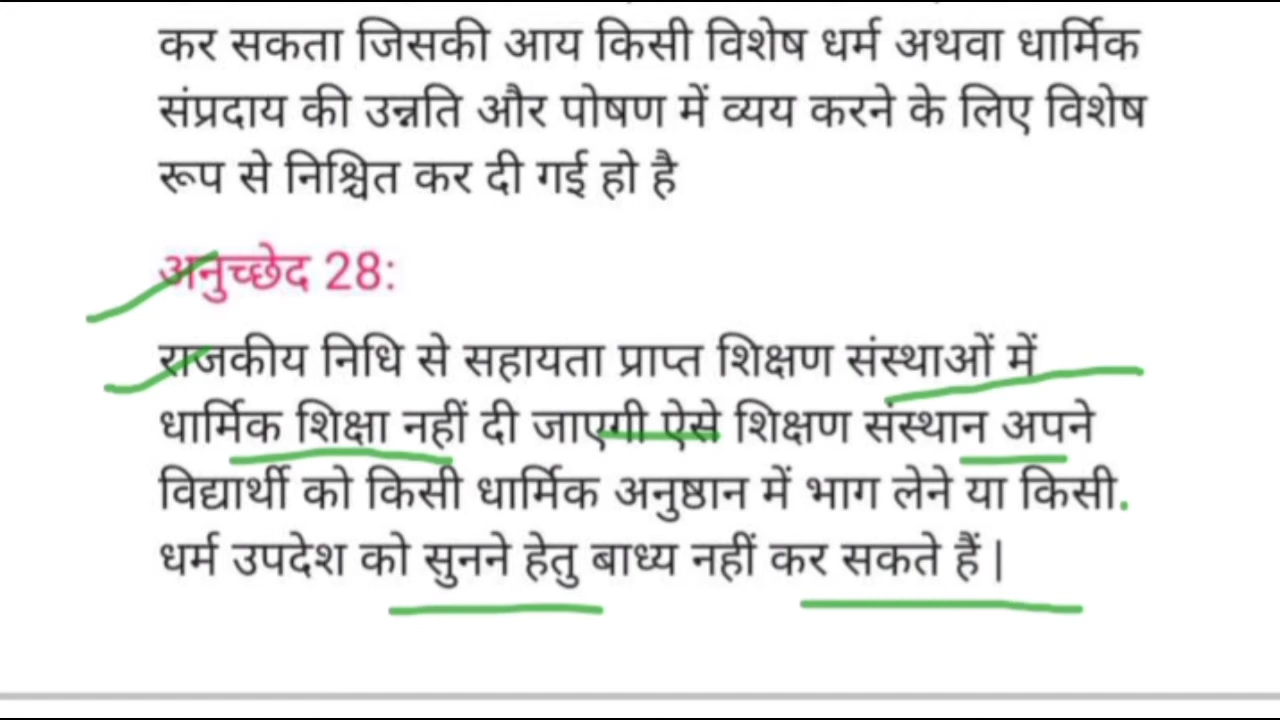 कर सकता जिसकी आय किसी विशेष धर्म अथवा धार्मिक
संप्रदाय की उन्नति और पोषण में व्यय करने के लिए विशेष
रूप से निश्चित कर दी गई हो है
अनुच्छेद 28:
राजकीय निधि से सहायता प्राप्त शिक्षण संस्थाओं में
धार्मिक शिक्षा नहीं दी जाएगी ऐसे शिक्षण संस्थान अपने
विद्यार्थी को किसी धार्मिक अनुष्ठान में भाग लेने या किसी
धर्म उपदेश को सुनने हेतु बाध्य नहीं कर सकते हैं |